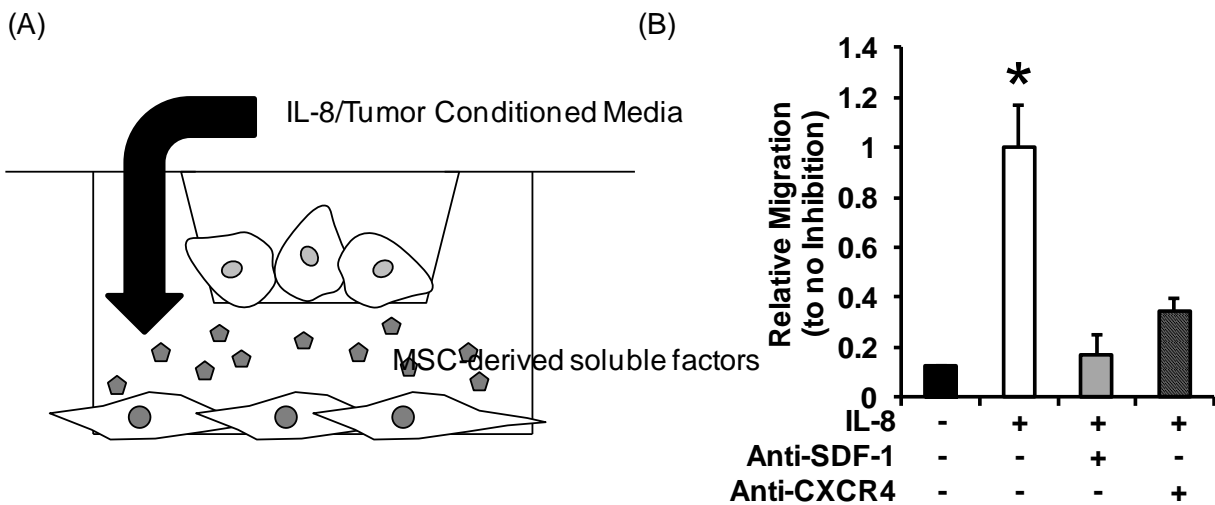 (A)
IL-8/Tumor Conditioned Media
MSC-derived soluble factors
(B)
Relative Migration
(to no Inhibition)
1.4
1.2
1
0.8
0.6
0.4
0.2
0
*
IL-8 - + + +
Anti-SDF-1 - - + -
Anti-CXCR4 - - - +